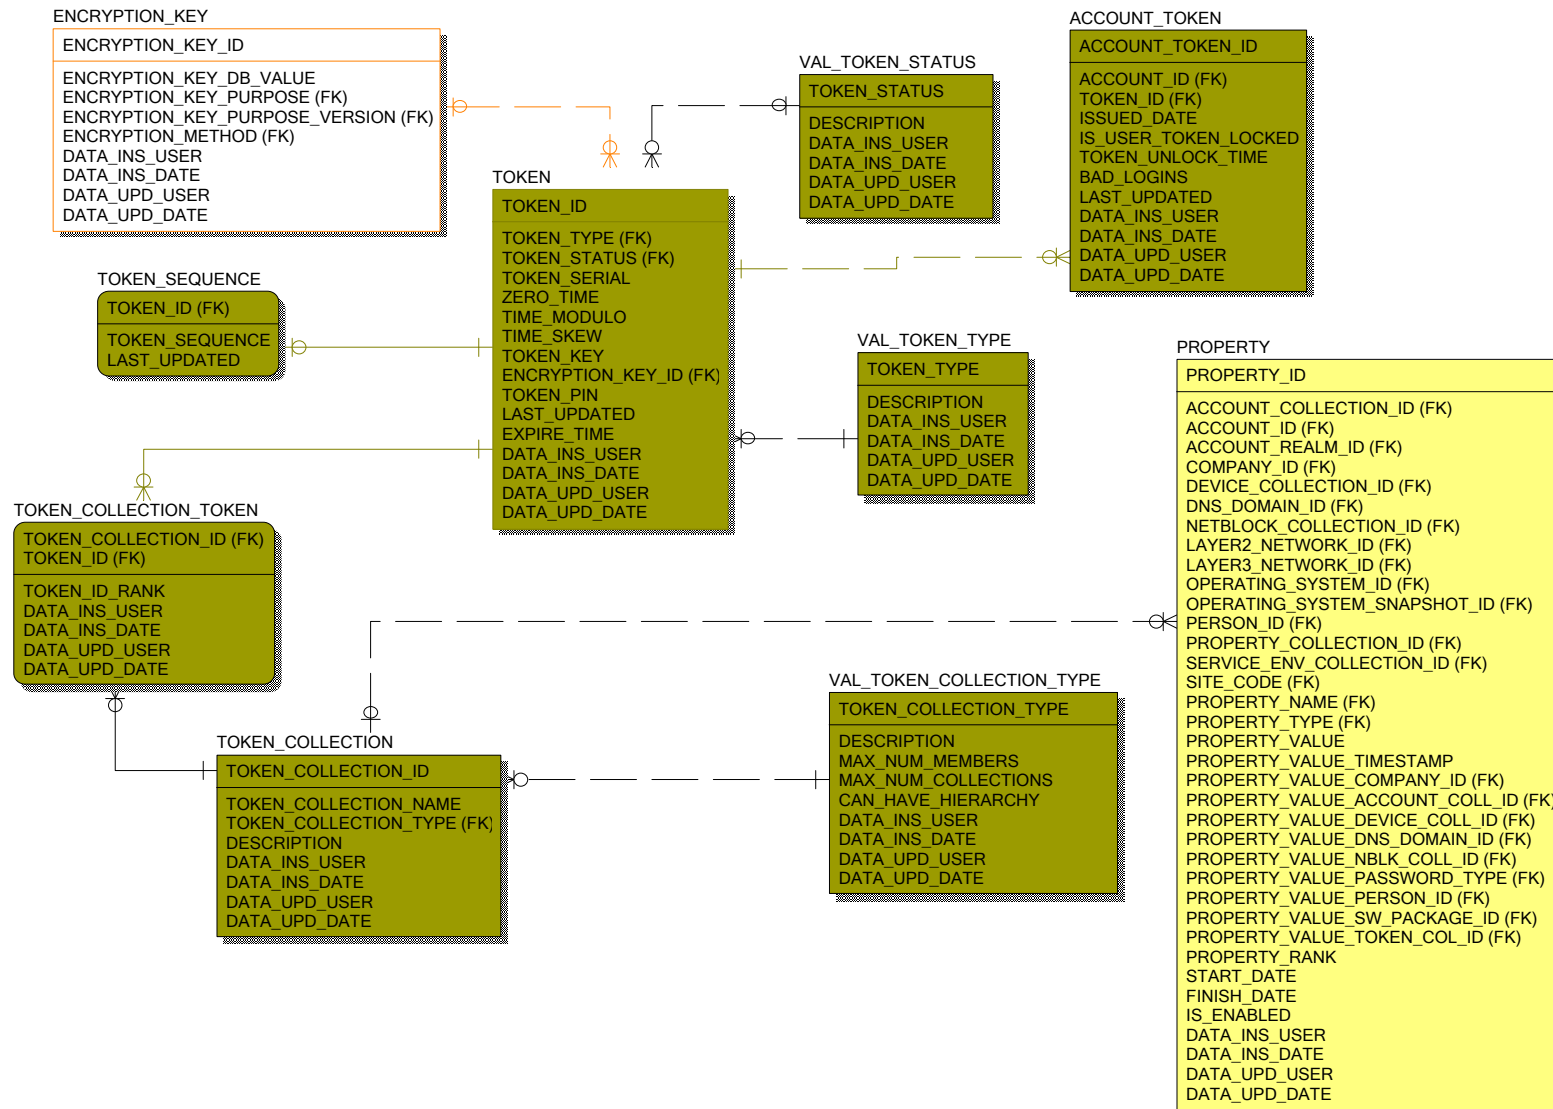 ENCRYPTION_KEY
ENCRYPTION_KEY_ID
ENCRYPTION_KEY_DB_VALUE
ENCRYPTION_KEY_PURPOSE (FK)
ENCRYPTION_KEY_PURPOSE_VERSION (FK)
ENCRYPTION_METHOD (FK)
DATA_INS_USER
DATA_INS_DATE
DATA_UPD_USER
DATA_UPD_DATE
VAL_TOKEN_STATUS
TOKEN_STATUS
DESCRIPTION
DATA_INS_USER
DATA_INS_DATE
DATA_UPD_USER
DATA_UPD_DATE
ACCOUNT_TOKEN
ACCOUNT_TOKEN_ID
ACCOUNT_ID (FK)
TOKEN_ID (FK)
ISSUED_DATE
IS_USER_TOKEN_LOCKED
TOKEN_UNLOCK_TIME
BAD_LOGINS
LAST_UPDATED
DATA_INS_USER
DATA_INS_DATE
DATA_UPD_USER
DATA_UPD_DATE
TOKEN
TOKEN_ID
TOKEN_TYPE (FK)
TOKEN_STATUS (FK)
TOKEN_SERIAL
ZERO_TIME
TIME_MODULO
TIME_SKEW
TOKEN_KEY
ENCRYPTION_KEY_ID (FK)
TOKEN_PIN
LAST_UPDATED
EXPIRE_TIME
DATA_INS_USER
DATA_INS_DATE
DATA_UPD_USER
DATA_UPD_DATE
TOKEN_SEQUENCE
TOKEN_ID (FK)
TOKEN_SEQUENCE
LAST_UPDATED
VAL_TOKEN_TYPE
TOKEN_TYPE
DESCRIPTION
DATA_INS_USER
DATA_INS_DATE
DATA_UPD_USER
DATA_UPD_DATE
PROPERTY
PROPERTY_ID
ACCOUNT_COLLECTION_ID (FK)
ACCOUNT_ID (FK)
ACCOUNT_REALM_ID (FK)
COMPANY_ID (FK)
DEVICE_COLLECTION_ID (FK)
DNS_DOMAIN_ID (FK)
NETBLOCK_COLLECTION_ID (FK)
LAYER2_NETWORK_ID (FK)
LAYER3_NETWORK_ID (FK)
OPERATING_SYSTEM_ID (FK)
OPERATING_SYSTEM_SNAPSHOT_ID (FK)
PERSON_ID (FK)
PROPERTY_COLLECTION_ID (FK)
SERVICE_ENV_COLLECTION_ID (FK)
SITE_CODE (FK)
PROPERTY_NAME (FK)
PROPERTY_TYPE (FK)
PROPERTY_VALUE
PROPERTY_VALUE_TIMESTAMP
PROPERTY_VALUE_COMPANY_ID (FK)
PROPERTY_VALUE_ACCOUNT_COLL_ID (FK)
PROPERTY_VALUE_DEVICE_COLL_ID (FK)
PROPERTY_VALUE_DNS_DOMAIN_ID (FK)
PROPERTY_VALUE_NBLK_COLL_ID (FK)
PROPERTY_VALUE_PASSWORD_TYPE (FK)
PROPERTY_VALUE_PERSON_ID (FK)
PROPERTY_VALUE_SW_PACKAGE_ID (FK)
PROPERTY_VALUE_TOKEN_COL_ID (FK)
PROPERTY_RANK
START_DATE
FINISH_DATE
IS_ENABLED
DATA_INS_USER
DATA_INS_DATE
DATA_UPD_USER
DATA_UPD_DATE
TOKEN_COLLECTION_TOKEN
TOKEN_COLLECTION_ID (FK)
TOKEN_ID (FK)
TOKEN_ID_RANK
DATA_INS_USER
DATA_INS_DATE
DATA_UPD_USER
DATA_UPD_DATE
TOKEN_COLLECTION
TOKEN_COLLECTION_ID
TOKEN_COLLECTION_NAME
TOKEN_COLLECTION_TYPE (FK)
DESCRIPTION
DATA_INS_USER
DATA_INS_DATE
DATA_UPD_USER
DATA_UPD_DATE
VAL_TOKEN_COLLECTION_TYPE
TOKEN_COLLECTION_TYPE
DESCRIPTION
MAX_NUM_MEMBERS
MAX_NUM_COLLECTIONS
CAN_HAVE_HIERARCHY
DATA_INS_USER
DATA_INS_DATE
DATA_UPD_USER
DATA_UPD_DATE